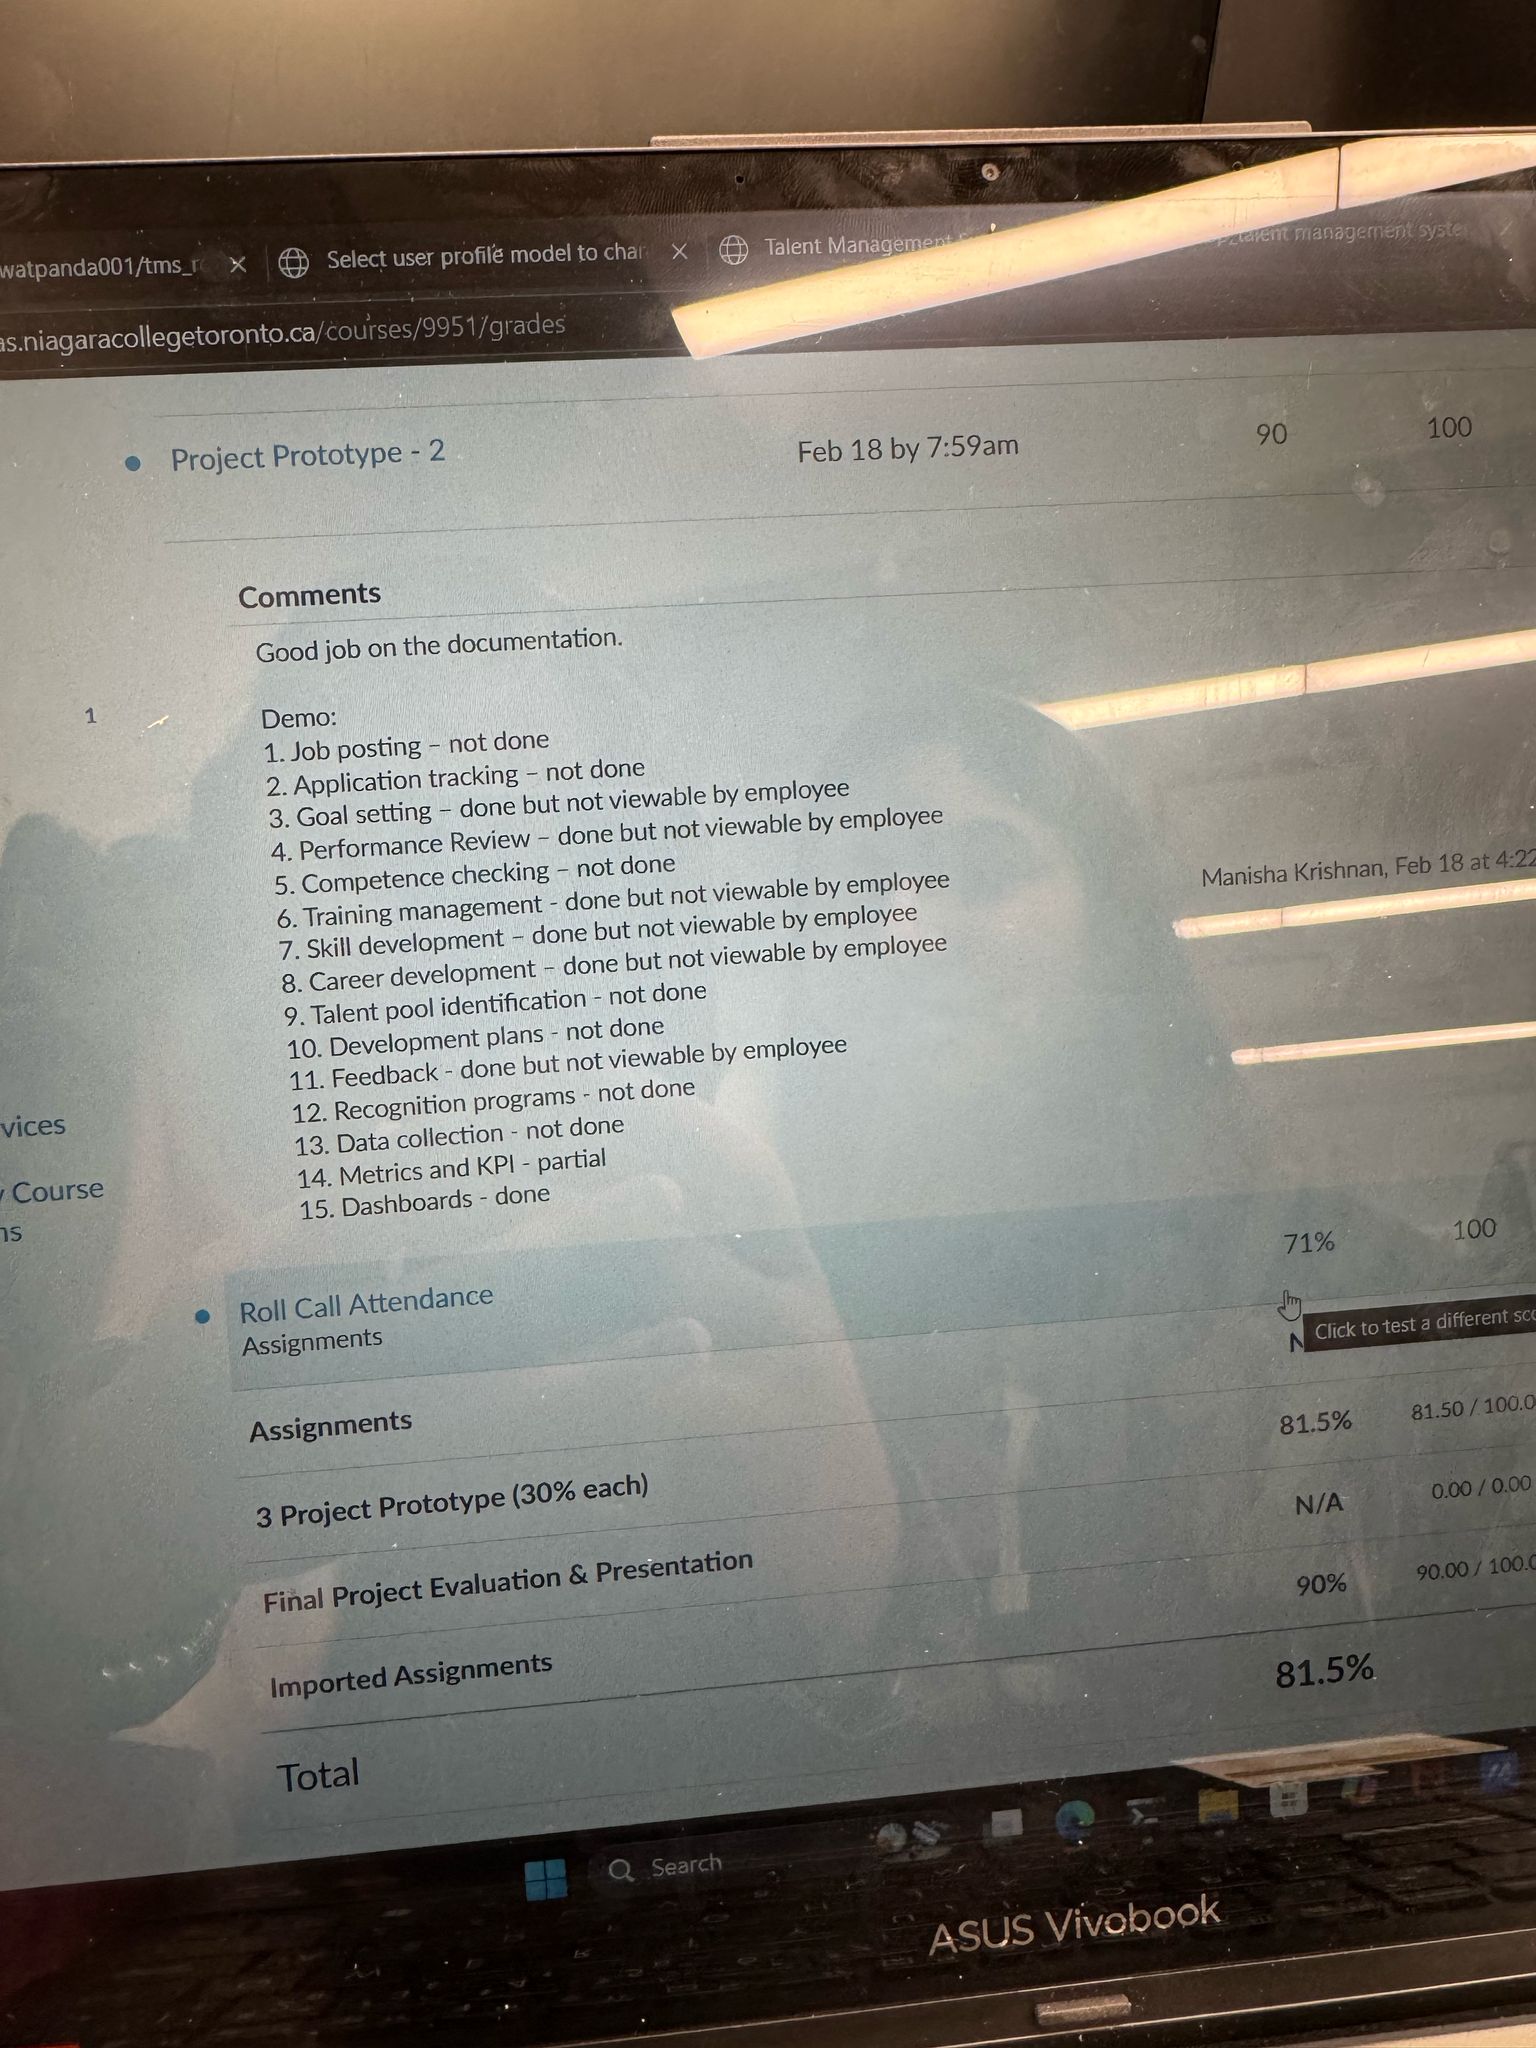 watpanda001/tms_r
Select user profile model to chan
Talent Management
talent management syste
as.niagaracollegetoronto.ca/courses/9951/grades
Project Prototype - 2
Feb 18 by 7:59am
90
100
Comments
Good job on the documentation.
1
Demo:
1. Job posting – not done
2. Application tracking – not done
3. Goal setting – done but not viewable by employee
4. Performance Review – done but not viewable by employee
5. Competence checking – not done
6. Training management - done but not viewable by employee
7. Skill development – done but not viewable by employee
8. Career development – done but not viewable by employee
9. Talent pool identification - not done
10. Development plans - not done
11. Feedback - done but not viewable by employee
12. Recognition programs - not done
13. Data collection - not done
14. Metrics and KPI - partial
15. Dashboards - done
Manisha Krishnan, Feb 18 at 4:22
vices
Course
ns
Roll Call Attendance
71%
100
Assignments
N
Click to test a different sco
Assignments
81.5%
81.50 / 100.0
3 Project Prototype (30% each)
N/A
0.00 / 0.00
Final Project Evaluation & Presentation
90%
90.00 / 100.0
Imported Assignments
81.5%
Total
Search
ASUS Vivobook